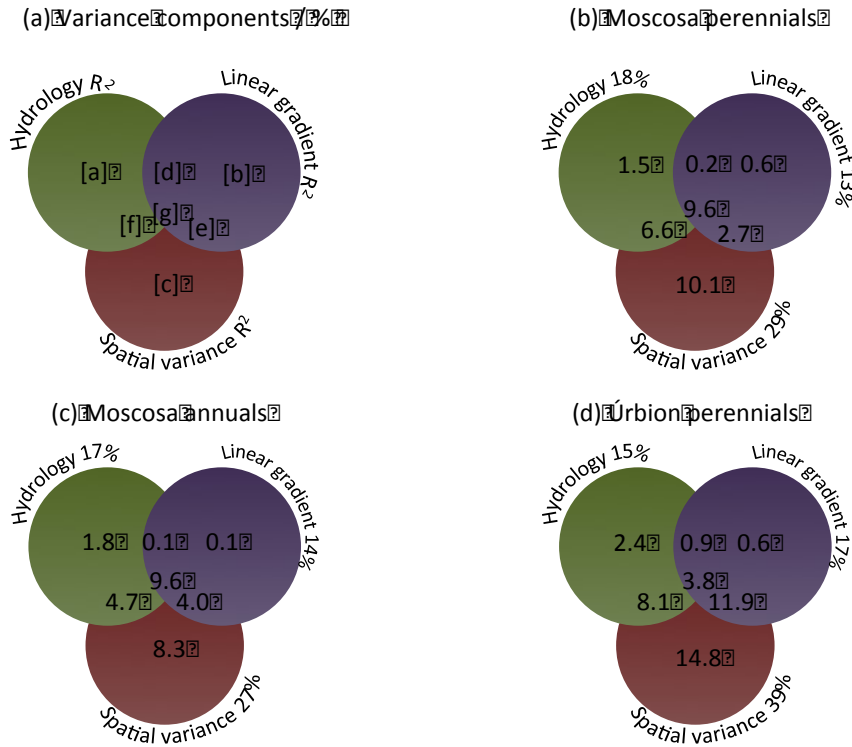 (a) Variance components / %
Hydrology R²
Linear gradient R²
[a]
[d]
[b]
[g]
[f]
[e]
[c]
Spatial variance R²
(b) Moscosa perennials
Hydrology 18%
Linear gradient 13%
1.5
0.2
0.6
9.6
6.6
2.7
10.1
Spatial variance 29%
(c) Moscosa annuals
Hydrology 17%
Linear gradient 14%
1.8
0.1
0.1
9.6
4.7
4.0
8.3
Spatial variance 27%
(d) Úrbion perennials
Hydrology 15%
Linear gradient 17%
2.4
0.9
0.6
3.8
8.1
11.9
14.8
Spatial variance 39%